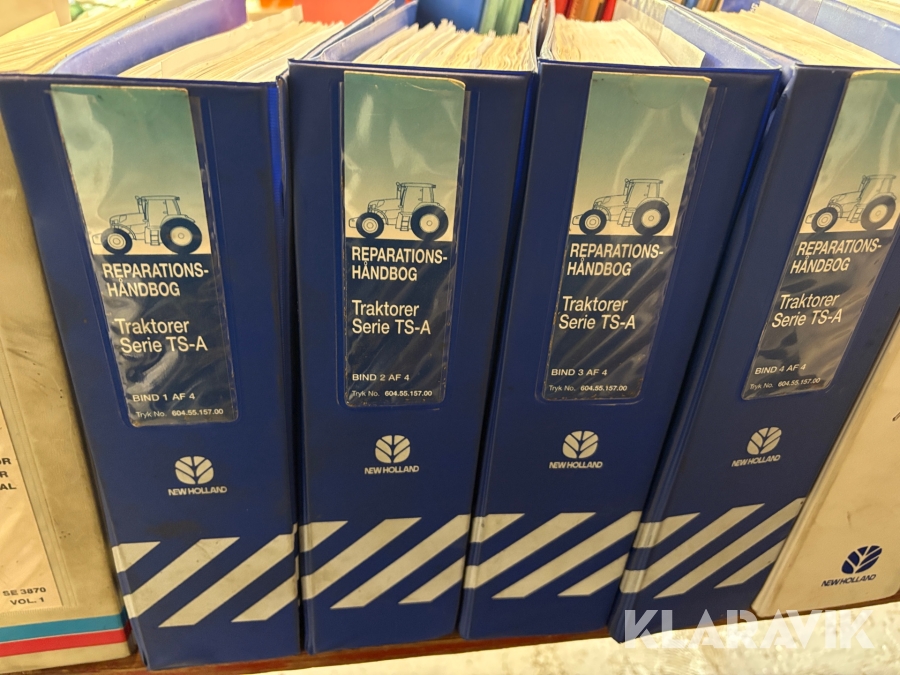 REPARATIONS-
HÅNDBOG
Traktorer
Serie TS-A
BIND 1 AF 4
Tryk No. 604.55.157.00
NEW HOLLAND
REPARATIONS-
HÅNDBOG
Traktorer
Serie TS-A
BIND 2 AF 4
Tryk No. 604.55.157.00
NEW HOLLAND
REPARATIONS-
HÅNDBOG
Traktorer
Serie TS-A
BIND 3 AF 4
Tryk No. 604.55.157.00
NEW HOLLAND
REPARATIONS-
HÅNDBOG
Traktorer
Serie TS-A
BIND 4 AF 4
Tryk No. 604.55.157.00
NEW HOLLAND
SE 3870
VOL. 1
NEW HOLLAND
KLARAVIK